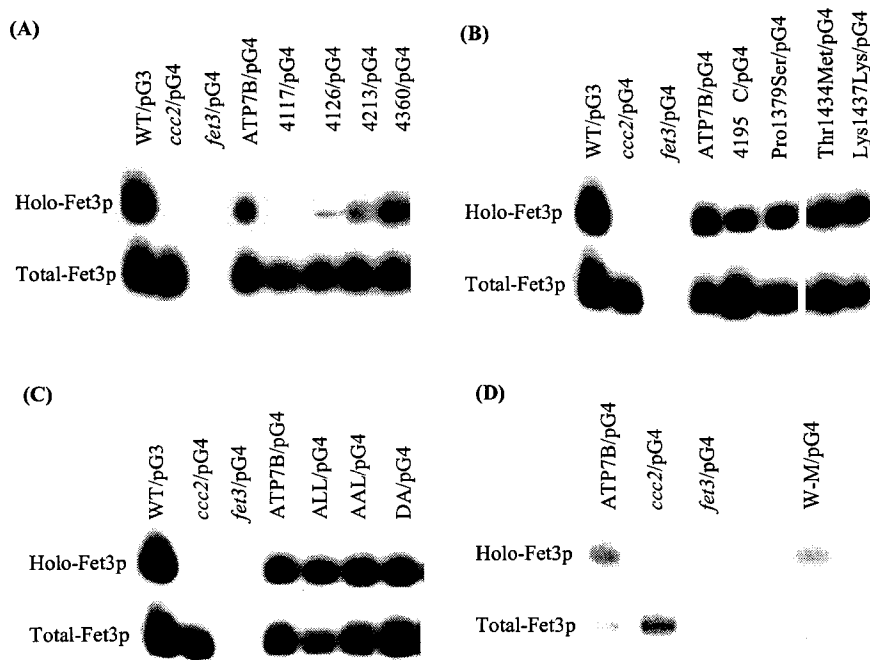 (A)
WT/pG3
ccc2/pG4
fet3/pG4
ATP7B/pG4
4117/pG4
4126/pG4
4213/pG4
4360/pG4
Holo-Fet3p
Total-Fet3p
(B)
WT/pG3
ccc2/pG4
fet3/pG4
ATP7B/pG4
4195 C/pG4
Pro1379Ser/pG4
Thr1434Met/pG4
Lys1437Lys/pG4
Holo-Fet3p
Total-Fet3p
(C)
WT/pG3
ccc2/pG4
fet3/pG4
ATP7B/pG4
ALL/pG4
AAL/pG4
DA/pG4
Holo-Fet3p
Total-Fet3p
(D)
ATP7B/pG4
ccc2/pG4
fet3/pG4
W-M/pG4
Holo-Fet3p
Total-Fet3p